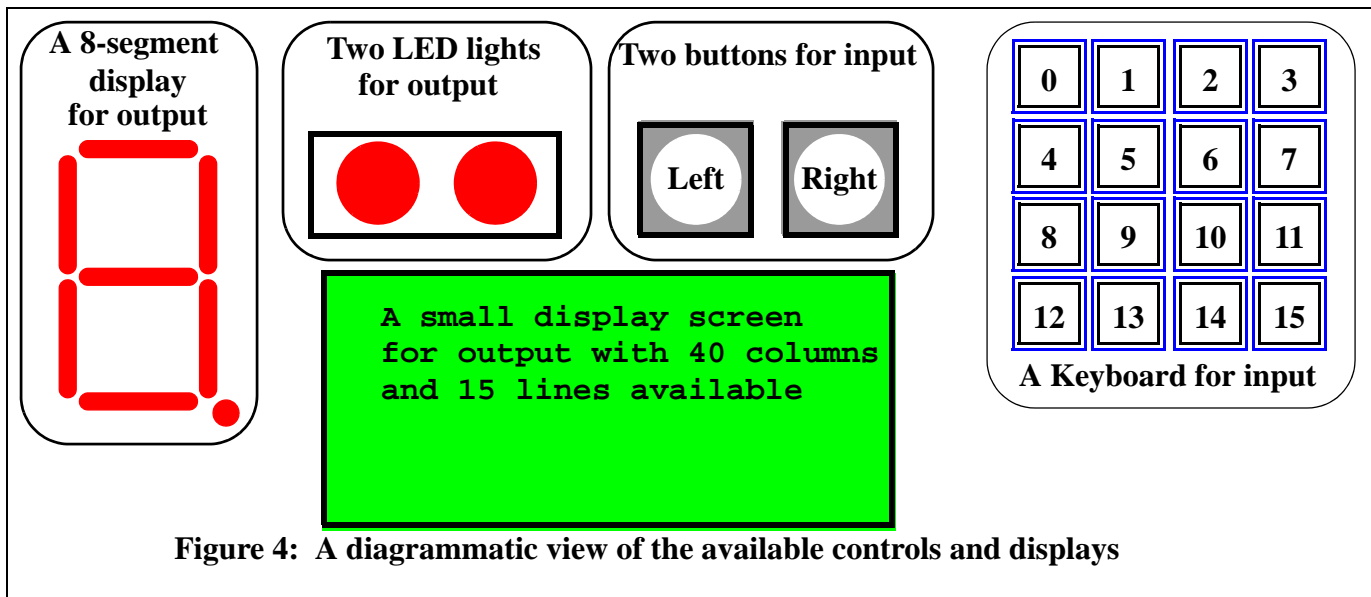 A 8-segment
display
for output
Two LED lights
for output
Two buttons for input
Left
Right
A small display screen
for output with 40 columns
and 15 lines available
0 1 2 3
4 5 6 7
8 9 10 11
12 13 14 15
A Keyboard for input
Figure 4: A diagrammatic view of the available controls and displays